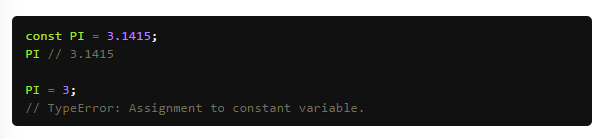 const PI = 3.1415;
PI // 3.1415
PI = 3;
// TypeError: Assignment to constant variable.